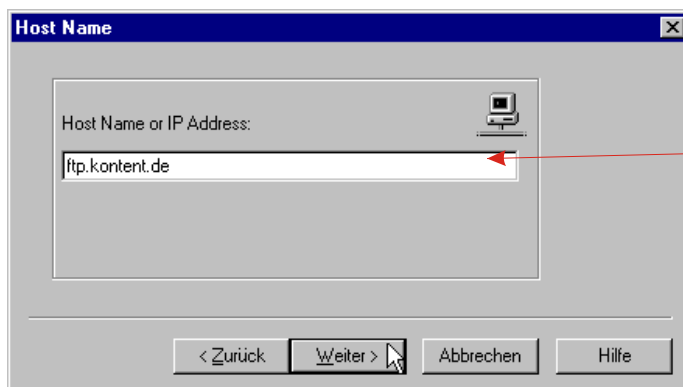 Host Name
Host Name or IP Address:
ftp.kontent.de
< Zurück
Weiter >
Abbrechen
Hilfe